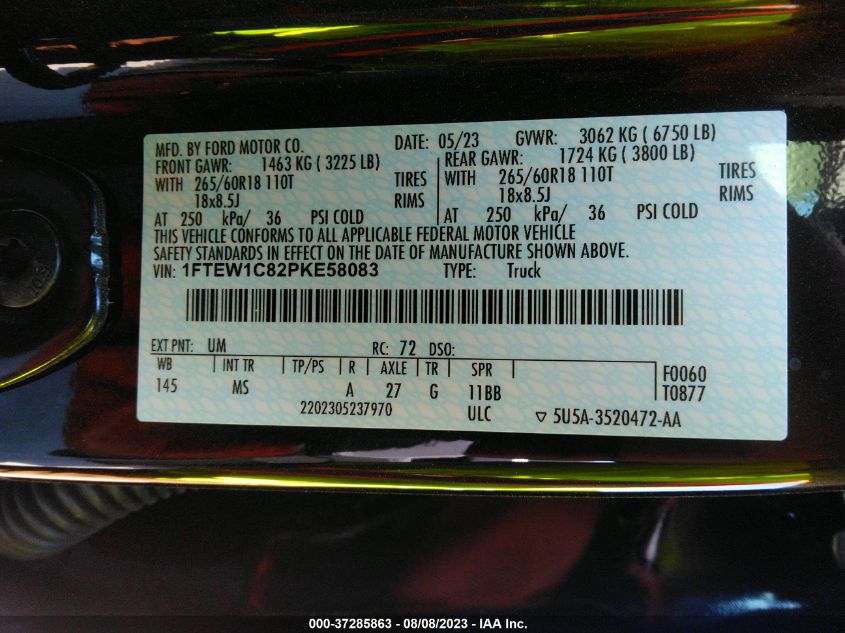 MFD. BY FORD MOTOR CO. DATE: 05/23 GVWR: 3062 KG ( 6750 LB)
FRONT GAWR: 1463 KG ( 3225 LB) REAR GAWR: 1724 KG ( 3800 LB)
WITH 265/60R18 110T TIRES WITH 265/60R18 110T TIRES
18x8.5J RIMS 18x8.5J RIMS
AT 250 kPa/ 36 PSI COLD AT 250 kPa/ 36 PSI COLD
THIS VEHICLE CONFORMS TO ALL APPLICABLE FEDERAL MOTOR VEHICLE
SAFETY STANDARDS IN EFFECT ON THE DATE OF MANUFACTURE SHOWN ABOVE.
VIN: 1FTEW1C82PKE58083 TYPE: Truck
EXT PNT: UM RC: 72 DSO:
WB INT TR TP/PS R AXLE TR SPR F0060
145 MS A 27 G 11BB T0877
2202305237970 ULC ▽ 5U5A-3520472-AA
000-37285863 - 08/08/2023 - IAA Inc.